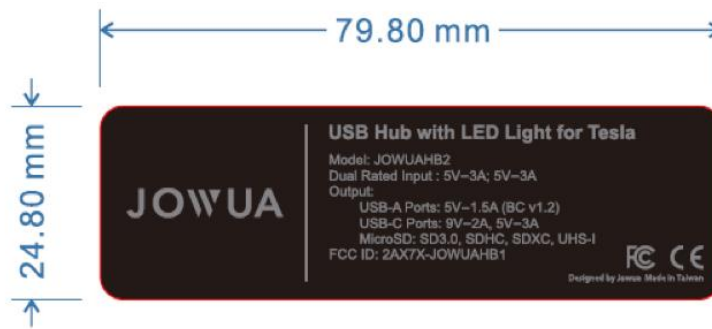 79.80 mm
24.80 mm
JOWUA
USB Hub with LED Light for Tesla
Model: JOWUAHB2
Dual Rated Input : 5V⎓3A; 5V⎓3A
Output:
USB-A Ports: 5V⎓1.5A (BC v1.2)
USB-C Ports: 9V⎓2A, 5V⎓3A
MicroSD: SD3.0, SDHC, SDXC, UHS-I
FCC ID: 2AX7X-JOWUAHB1
FC CE
Designed by Jowua Made in Taiwan